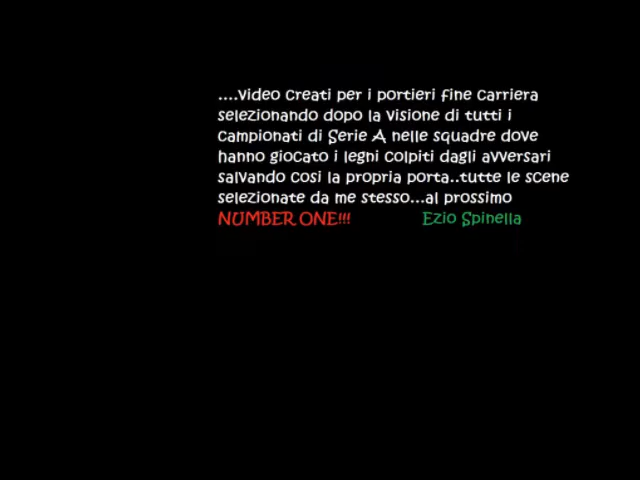 ....video creati per i portieri fine carriera
selezionando dopo la visione di tutti i
campionati di Serie A nelle squadre dove
hanno giocato i legni colpiti dagli avversari
salvando cosi la propria porta..tutte le scene
selezionate da me stesso...al prossimo
NUMBER ONE!!! Ezio Spinella